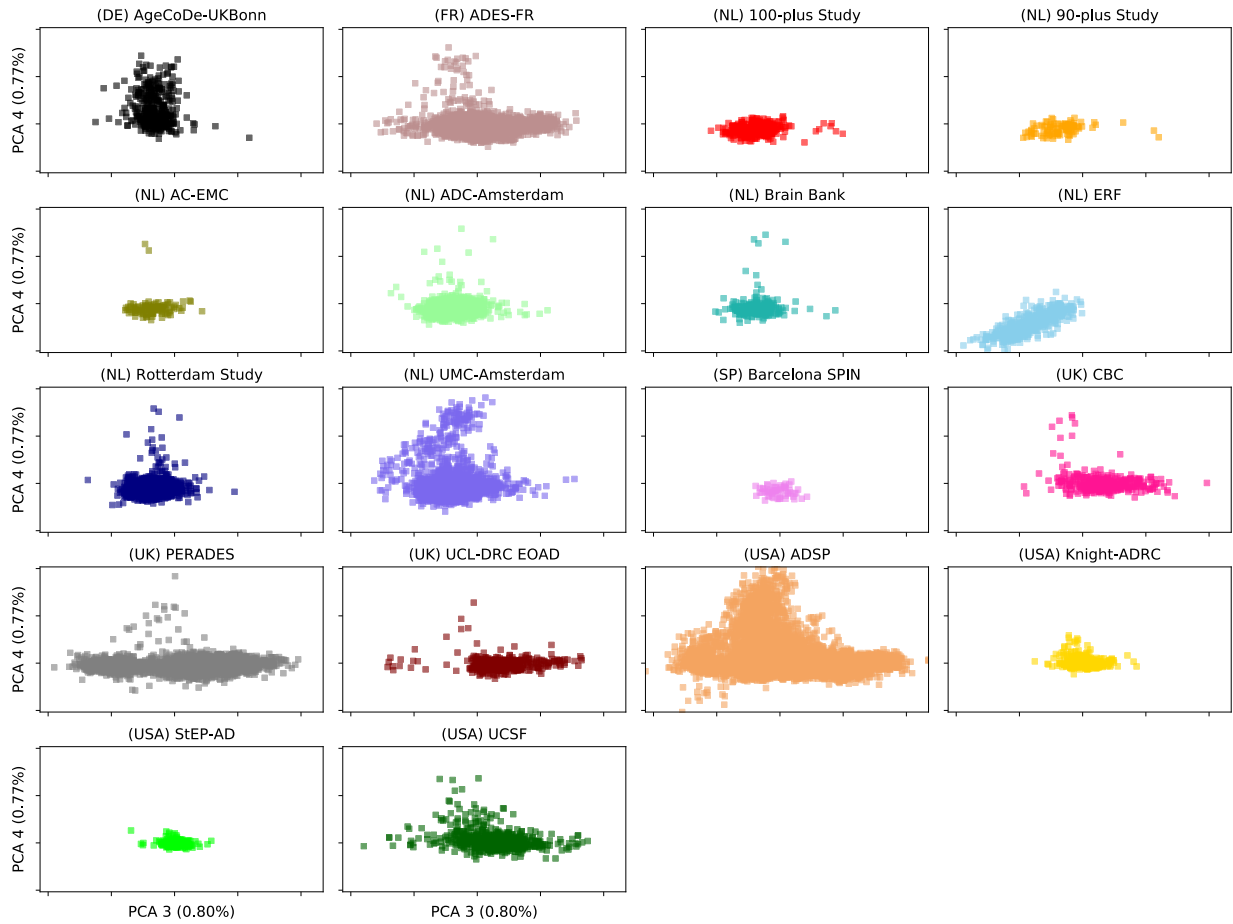 (DE) AgeCoDe-UKBonn
(FR) ADES-FR
(NL) 100-plus Study
(NL) 90-plus Study
PCA 4 (0.77%)
(NL) AC-EMC
(NL) ADC-Amsterdam
(NL) Brain Bank
(NL) ERF
PCA 4 (0.77%)
(NL) Rotterdam Study
(NL) UMC-Amsterdam
(SP) Barcelona SPIN
(UK) CBC
PCA 4 (0.77%)
(UK) PERADES
(UK) UCL-DRC EOAD
(USA) ADSP
(USA) Knight-ADRC
PCA 4 (0.77%)
(USA) StEP-AD
(USA) UCSF
PCA 4 (0.77%)
PCA 3 (0.80%)
PCA 3 (0.80%)